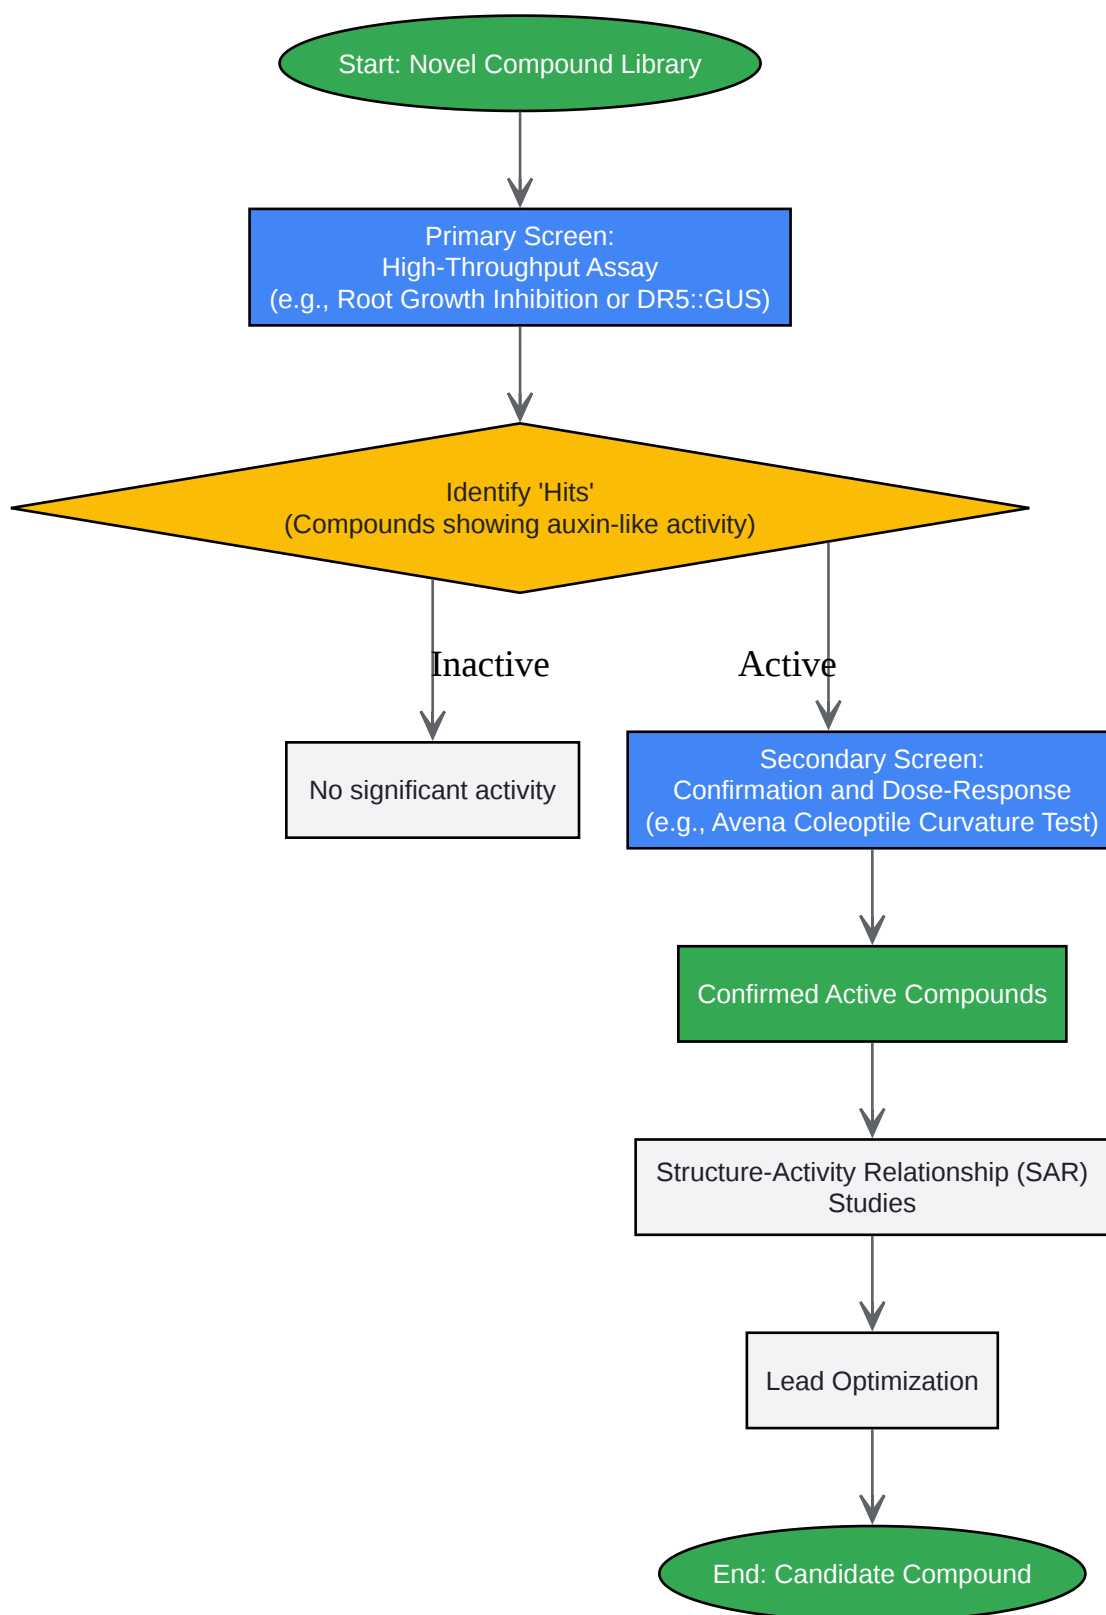 Start: Novel Compound Library
Primary Screen:
High-Throughput Assay
(e.g., Root Growth Inhibition or DR5::GUS)
Identify 'Hits'
(Compounds showing auxin-like activity)
Inactive
Active
No significant activity
Secondary Screen:
Confirmation and Dose-Response
(e.g., Avena Coleoptile Curvature Test)
Confirmed Active Compounds
Structure-Activity Relationship (SAR)
Studies
Lead Optimization
End: Candidate Compound